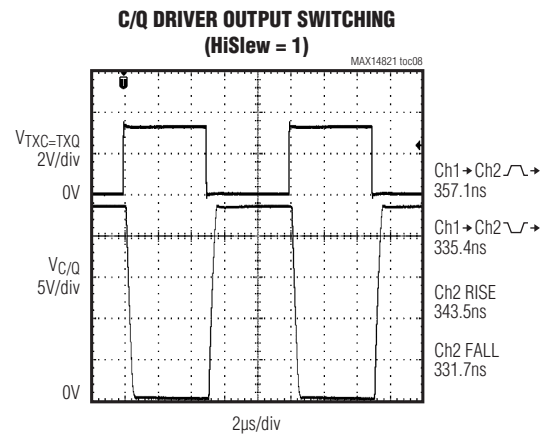 C/Q DRIVER OUTPUT SWITCHING
(HiSlew = 1)
MAX14821 toc08
T
VTXC=TXQ
2V/div
0V
VC/Q
5V/div
0V
Ch1→Ch2
357.1ns
Ch1→Ch2
335.4ns
Ch2 RISE
343.5ns
Ch2 FALL
331.7ns
2µs/div